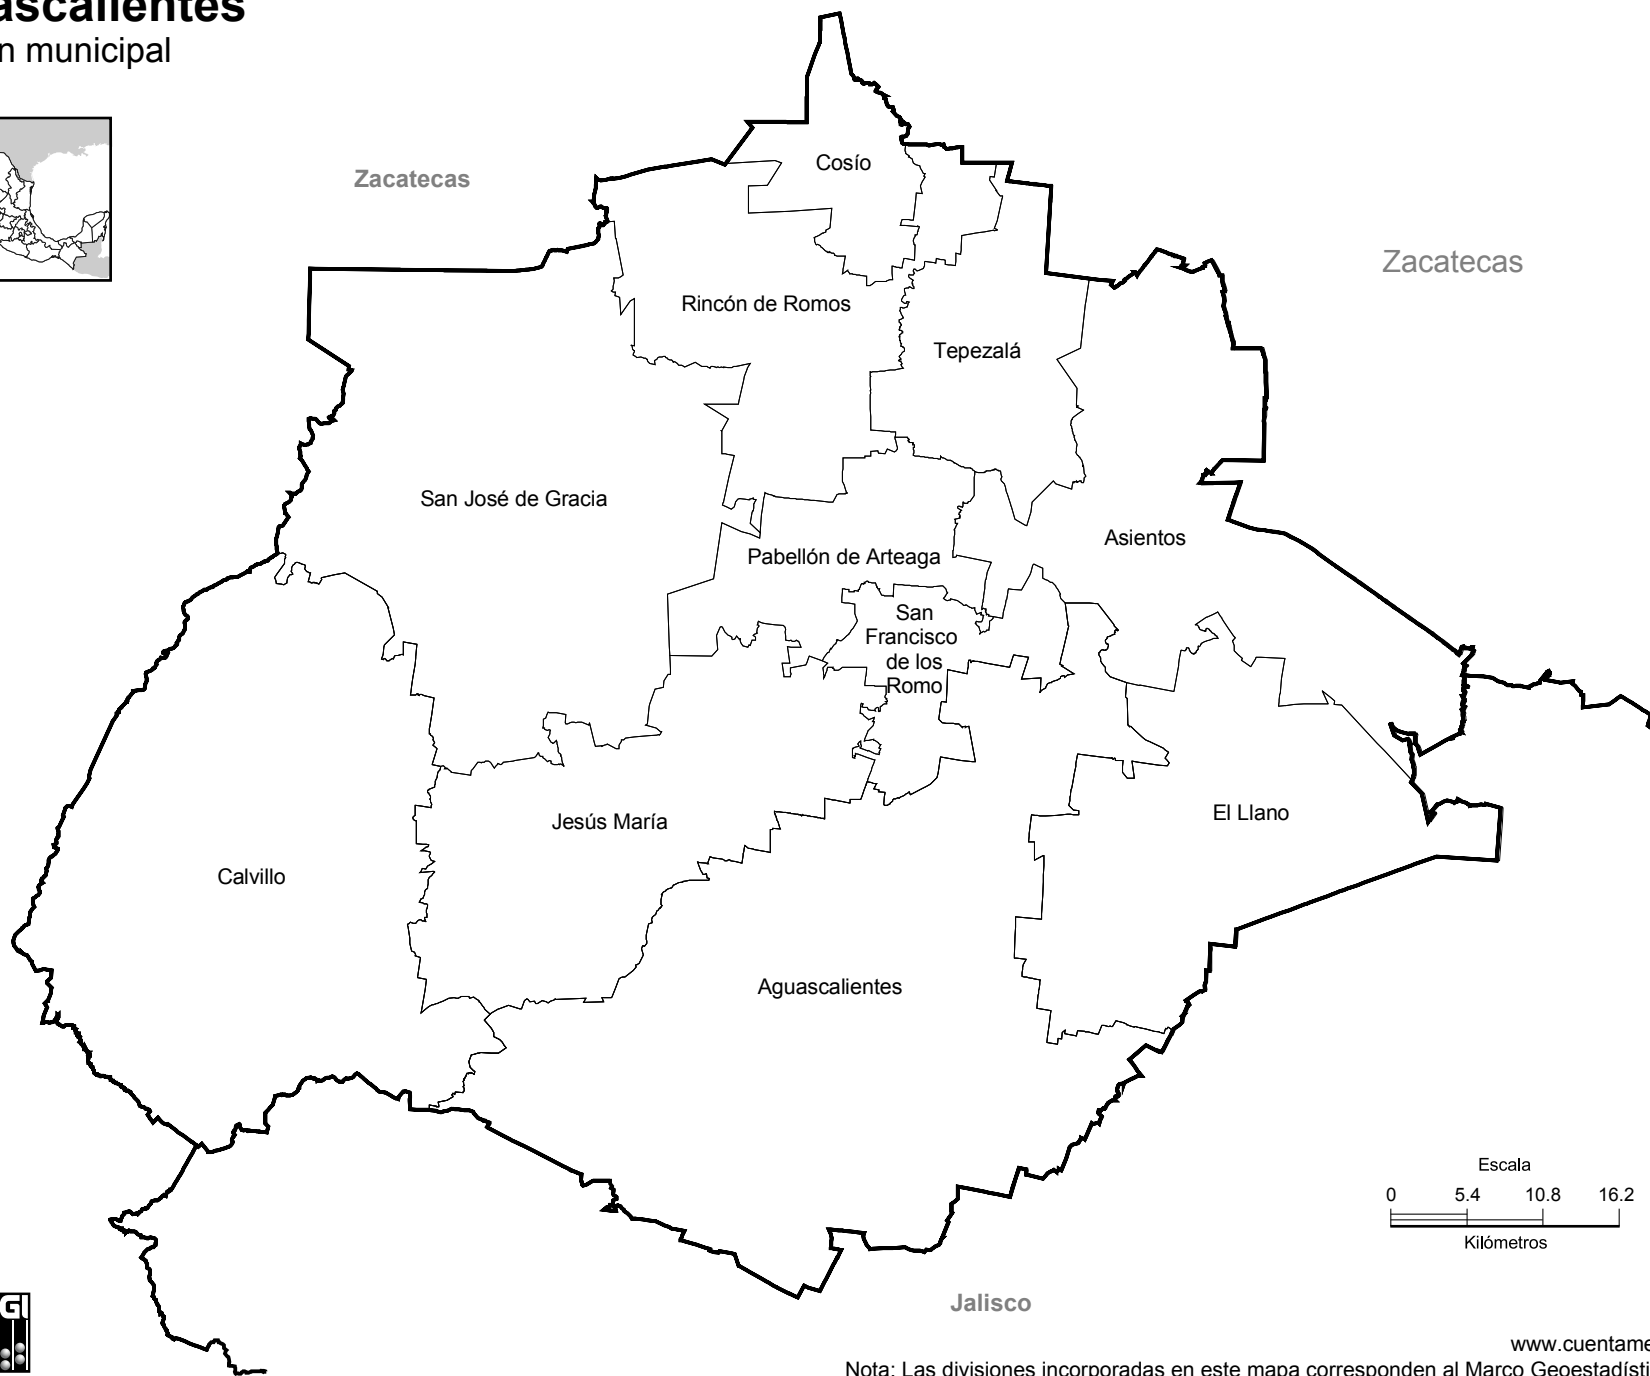 ascalientes
n municipal
Zacatecas
Cosío
Zacatecas
Rincón de Romos
Tepezalá
San José de Gracia
Asientos
Pabellón de Arteaga
San
Francisco
de los
Romo
El Llano
Jesús María
Calvillo
Aguascalientes
Escala
0 5.4 10.8 16.2
Kilómetros
Jalisco
GI
www.cuentame
Nota: Las divisiones incorporadas en este mapa corresponden al Marco Geoestadísti